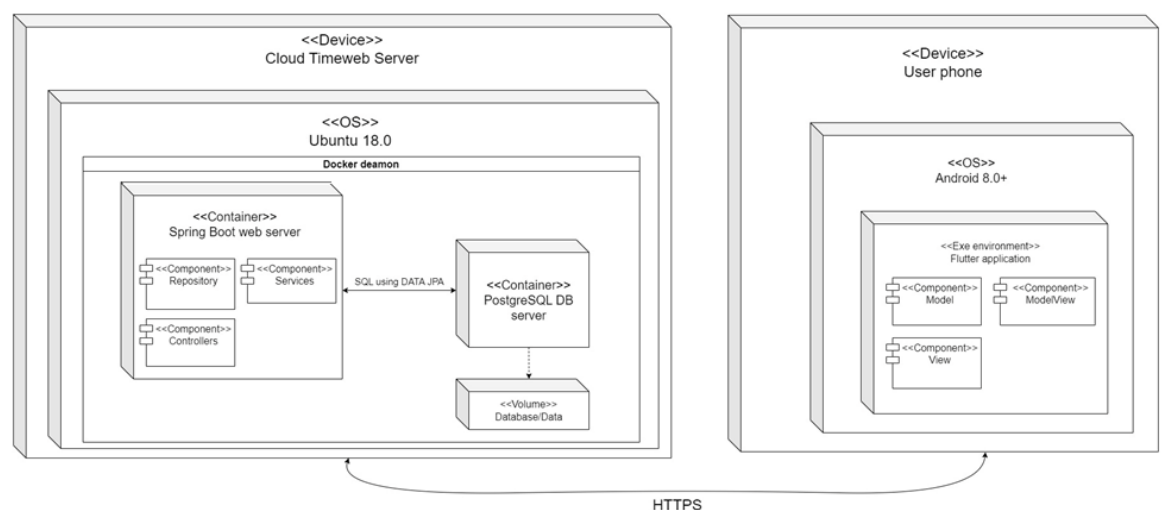 <<Device>>
Cloud Timeweb Server
<<OS>>
Ubuntu 18.0
Docker deamon
<<Container>>
Spring Boot web server
<<Component>>
Repository
<<Component>>
Services
<<Component>>
Controllers
SQL using DATA JPA
<<Container>>
PostgreSQL DB
server
<<Volume>>
Database/Data
<<Device>>
User phone
<<OS>>
Android 8.0+
<<Exe environment>>
Flutter application
<<Component>>
Model
<<Component>>
ModelView
<<Component>>
View
HTTPS